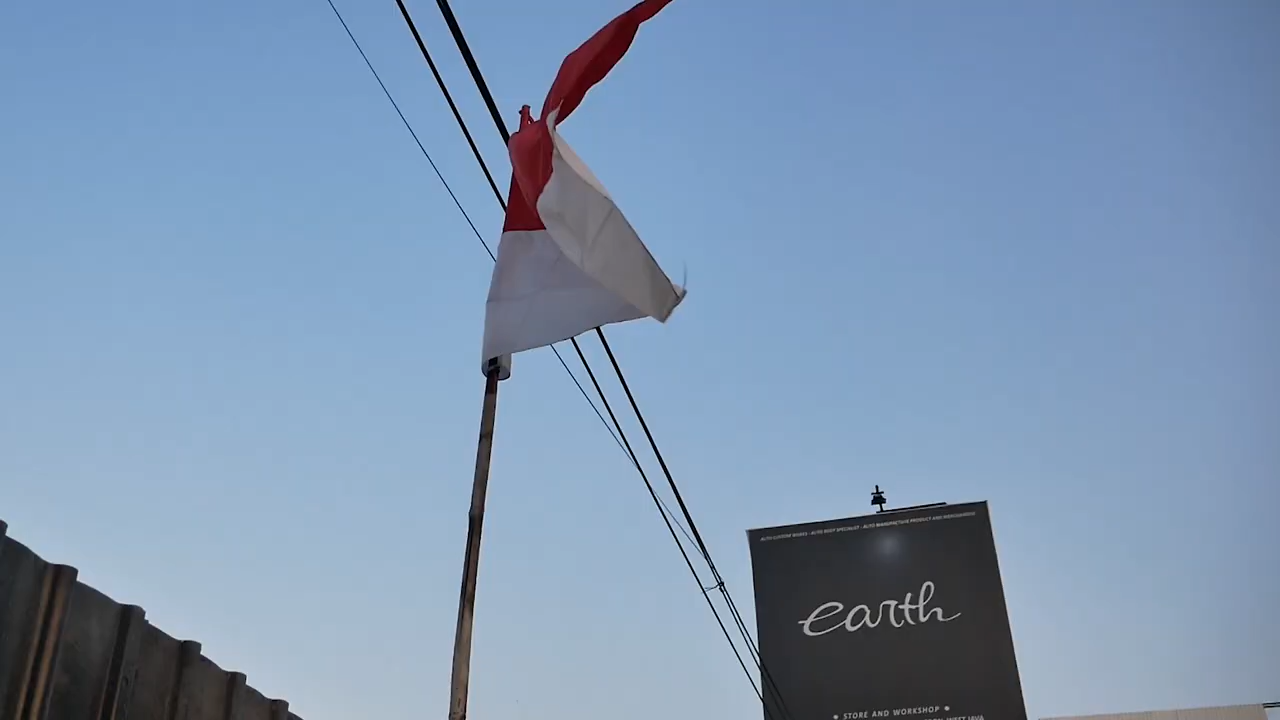 AUTO CUSTOM WORKS - AUTO BODY SPECIALIST - AUTO MANUFACTURE PRODUCT AND MERCHANDISE
earth
• STORE AND WORKSHOP •
WEST JAVA